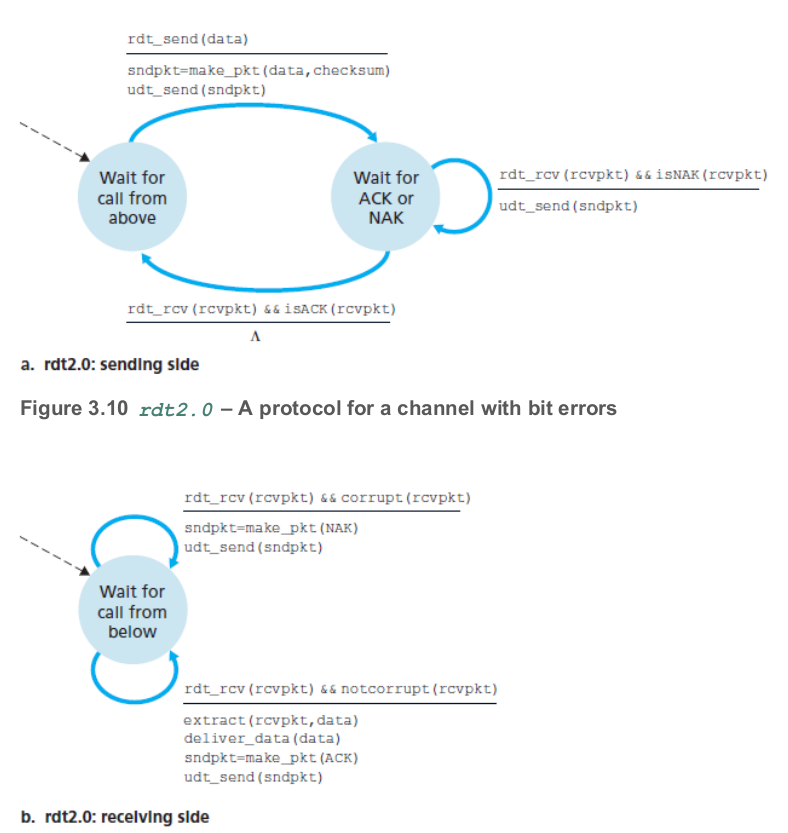 rdt_send(data)
sndpkt=make_pkt(data,checksum)
udt_send(sndpkt)
Wait for
call from
above
Wait for
ACK or
NAK
rdt_rcv(rcvpkt) && isNAK(rcvpkt)
udt_send(sndpkt)
rdt_rcv(rcvpkt) && isACK(rcvpkt)
Λ
a. rdt2.0: sending side
Figure 3.10 rdt2.0 – A protocol for a channel with bit errors
rdt_rcv(rcvpkt) && corrupt(rcvpkt)
sndpkt=make_pkt(NAK)
udt_send(sndpkt)
Wait for
call from
below
rdt_rcv(rcvpkt) && notcorrupt(rcvpkt)
extract(rcvpkt,data)
deliver_data(data)
sndpkt=make_pkt(ACK)
udt_send(sndpkt)
b. rdt2.0: receiving side